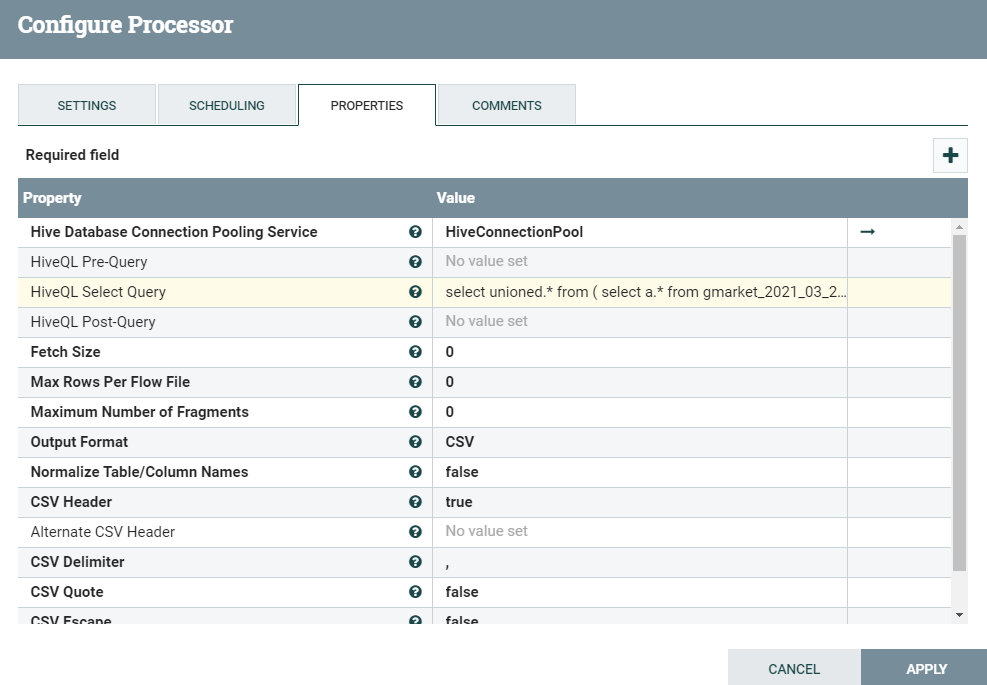 Configure Processor
SETTINGS SCHEDULING PROPERTIES COMMENTS
Required field
Property Value
Hive Database Connection Pooling Service HiveConnectionPool
HiveQL Pre-Query No value set
HiveQL Select Query select unioned.* from ( select a.* from gmarket_2021_03_2...
HiveQL Post-Query No value set
Fetch Size 0
Max Rows Per Flow File 0
Maximum Number of Fragments 0
Output Format CSV
Normalize Table/Column Names false
CSV Header true
Alternate CSV Header No value set
CSV Delimiter ,
CSV Quote false
CSV Escape false
CANCEL APPLY